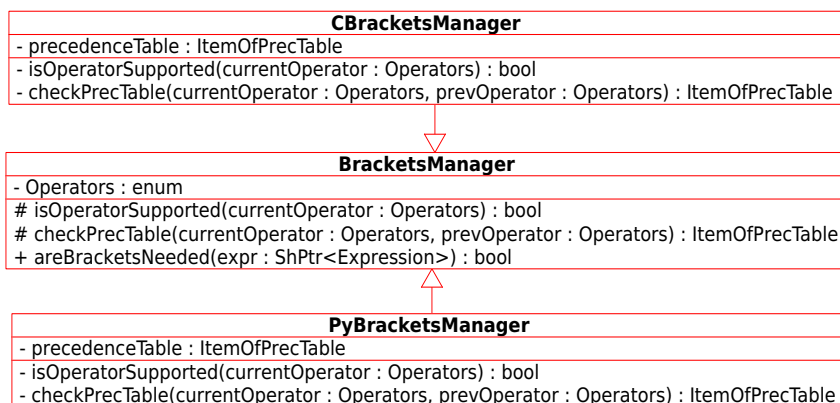 CBracketsManager
- precedenceTable : ItemOfPrecTable
- isOperatorSupported(currentOperator : Operators) : bool
- checkPrecTable(currentOperator : Operators, prevOperator : Operators) : ItemOfPrecTable
BracketsManager
- Operators : enum
# isOperatorSupported(currentOperator : Operators) : bool
# checkPrecTable(currentOperator : Operators, prevOperator : Operators) : ItemOfPrecTable
+ areBracketsNeeded(expr : ShPtr<Expression>) : bool
PyBracketsManager
- precedenceTable : ItemOfPrecTable
- isOperatorSupported(currentOperator : Operators) : bool
- checkPrecTable(currentOperator : Operators, prevOperator : Operators) : ItemOfPrecTable